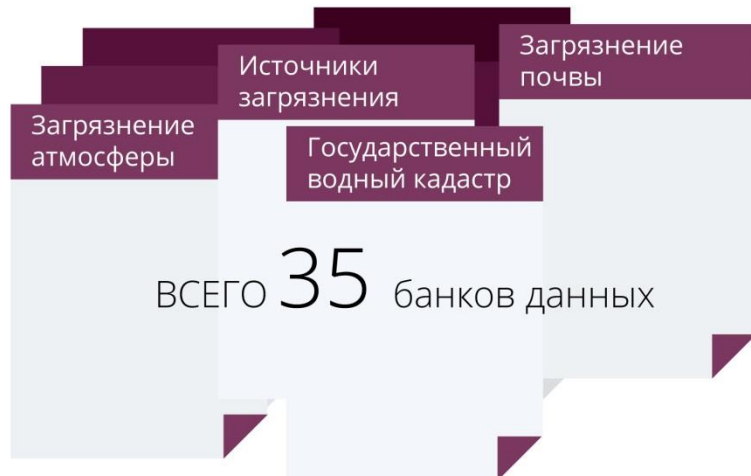 Загрязнение
атмосферы
Источники
загрязнения
Государственный
водный кадастр
Загрязнение
почвы
ВСЕГО 35 банков данных